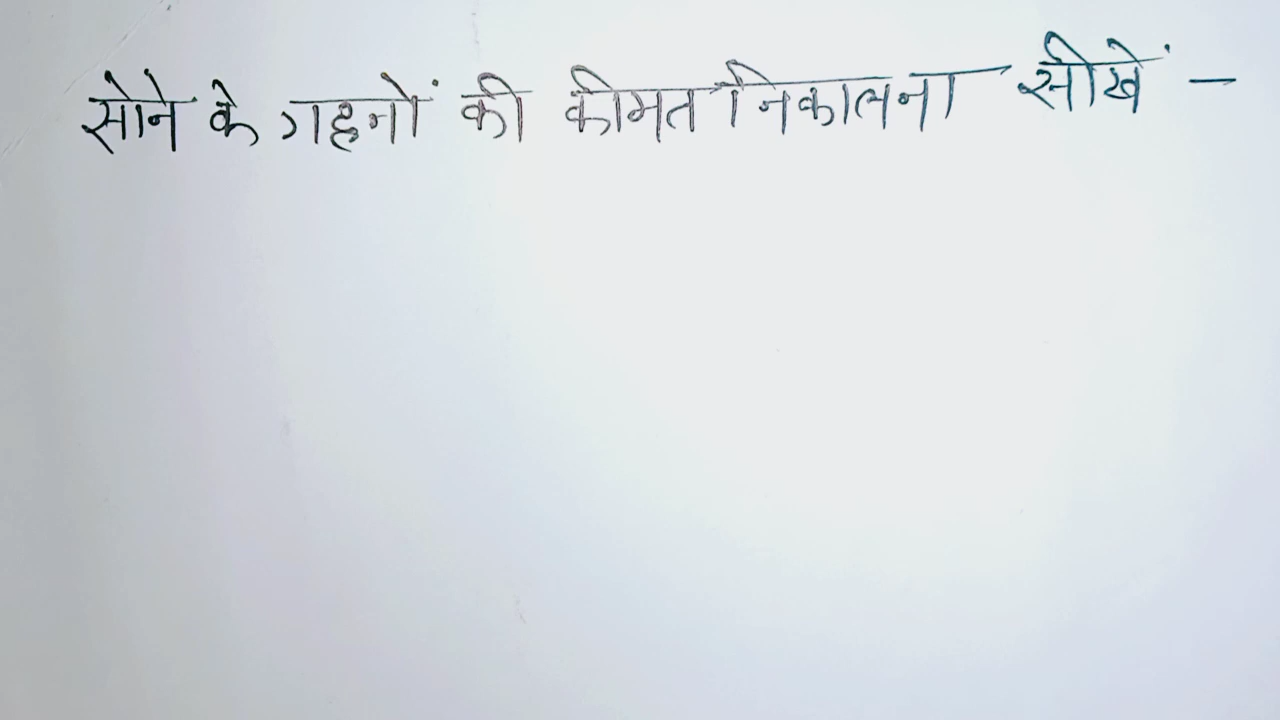 सोने के गहनों की कीमत निकालना सीखें –